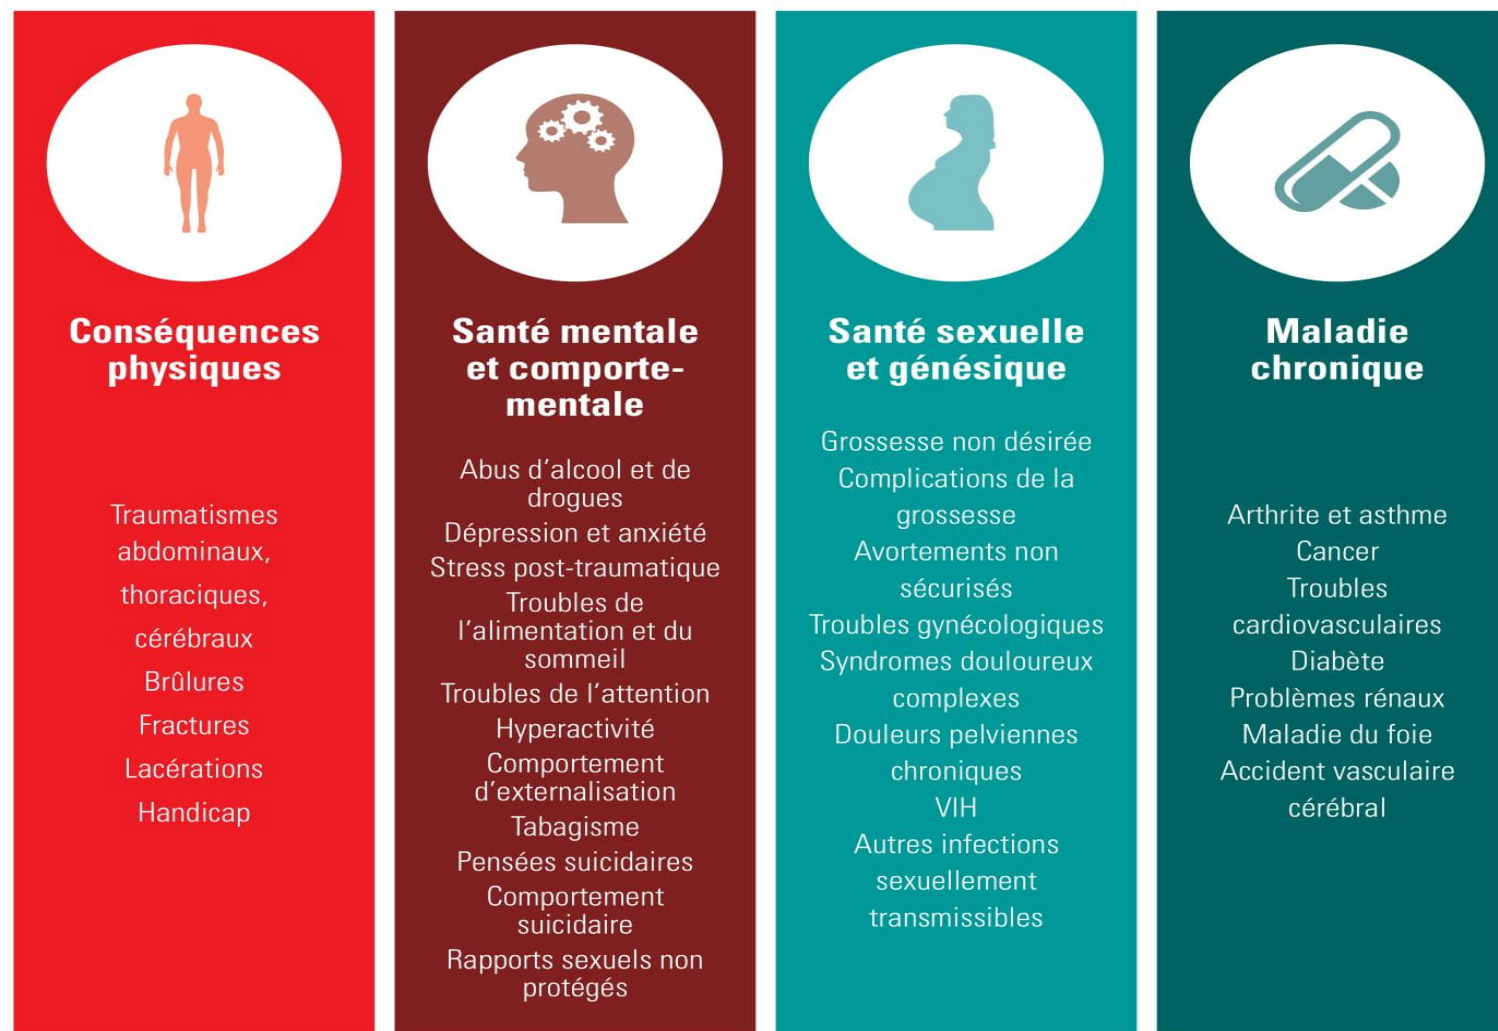 Conséquences
physiques
Traumatismes
abdominaux,
thoraciques,
cérébraux
Brûlures
Fractures
Lacérations
Handicap
Santé mentale
et comporte-
mentale
Abus d'alcool et de
drogues
Dépression et anxiété
Stress post-traumatique
Troubles de
l'alimentation et du
sommeil
Troubles de l'attention
Hyperactivité
Comportement
d'externalisation
Tabagisme
Pensées suicidaires
Comportement
suicidaire
Rapports sexuels non
protégés
Santé sexuelle
et génésique
Grossesse non désirée
Complications de la
grossesse
Avortements non
sécurisés
Troubles gynécologiques
Syndromes douloureux
complexes
Douleurs pelviennes
chroniques
VIH
Autres infections
sexuellement
transmissibles
Maladie
chronique
Arthrite et asthme
Cancer
Troubles
cardiovasculaires
Diabète
Problèmes rénaux
Maladie du foie
Accident vasculaire
cérébral